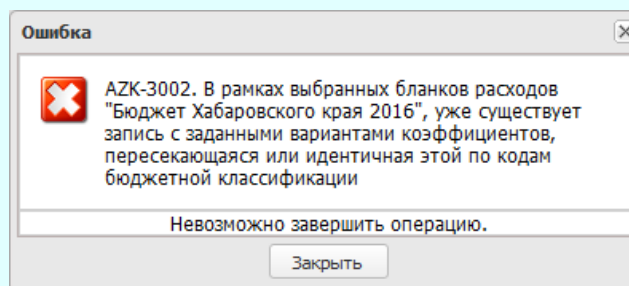 Ошибка
AZK-3002. В рамках выбранных бланков расходов
"Бюджет Хабаровского края 2016", уже существует
запись с заданными вариантами коэффициентов,
пересекающаяся или идентичная этой по кодам
бюджетной классификации
Невозможно завершить операцию.
Закрыть